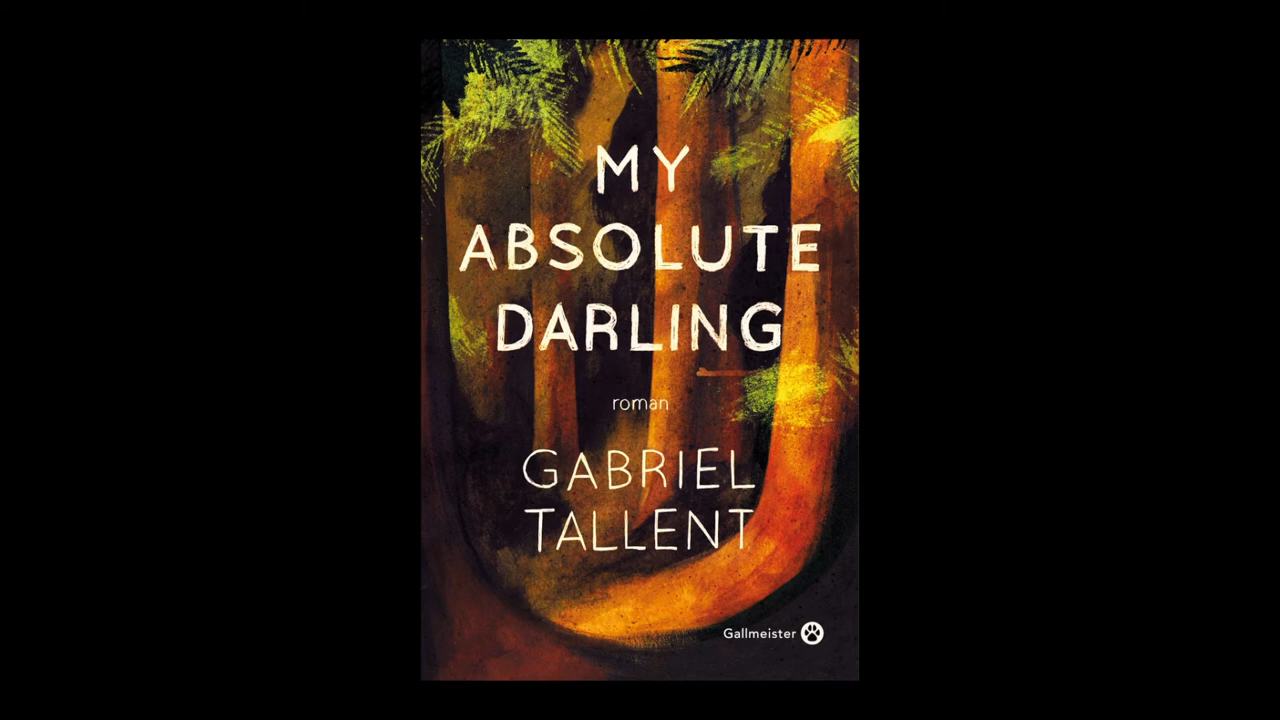 MY
ABSOLUTE
DARLING
roman
GABRIEL
TALLENT
Gallmeister